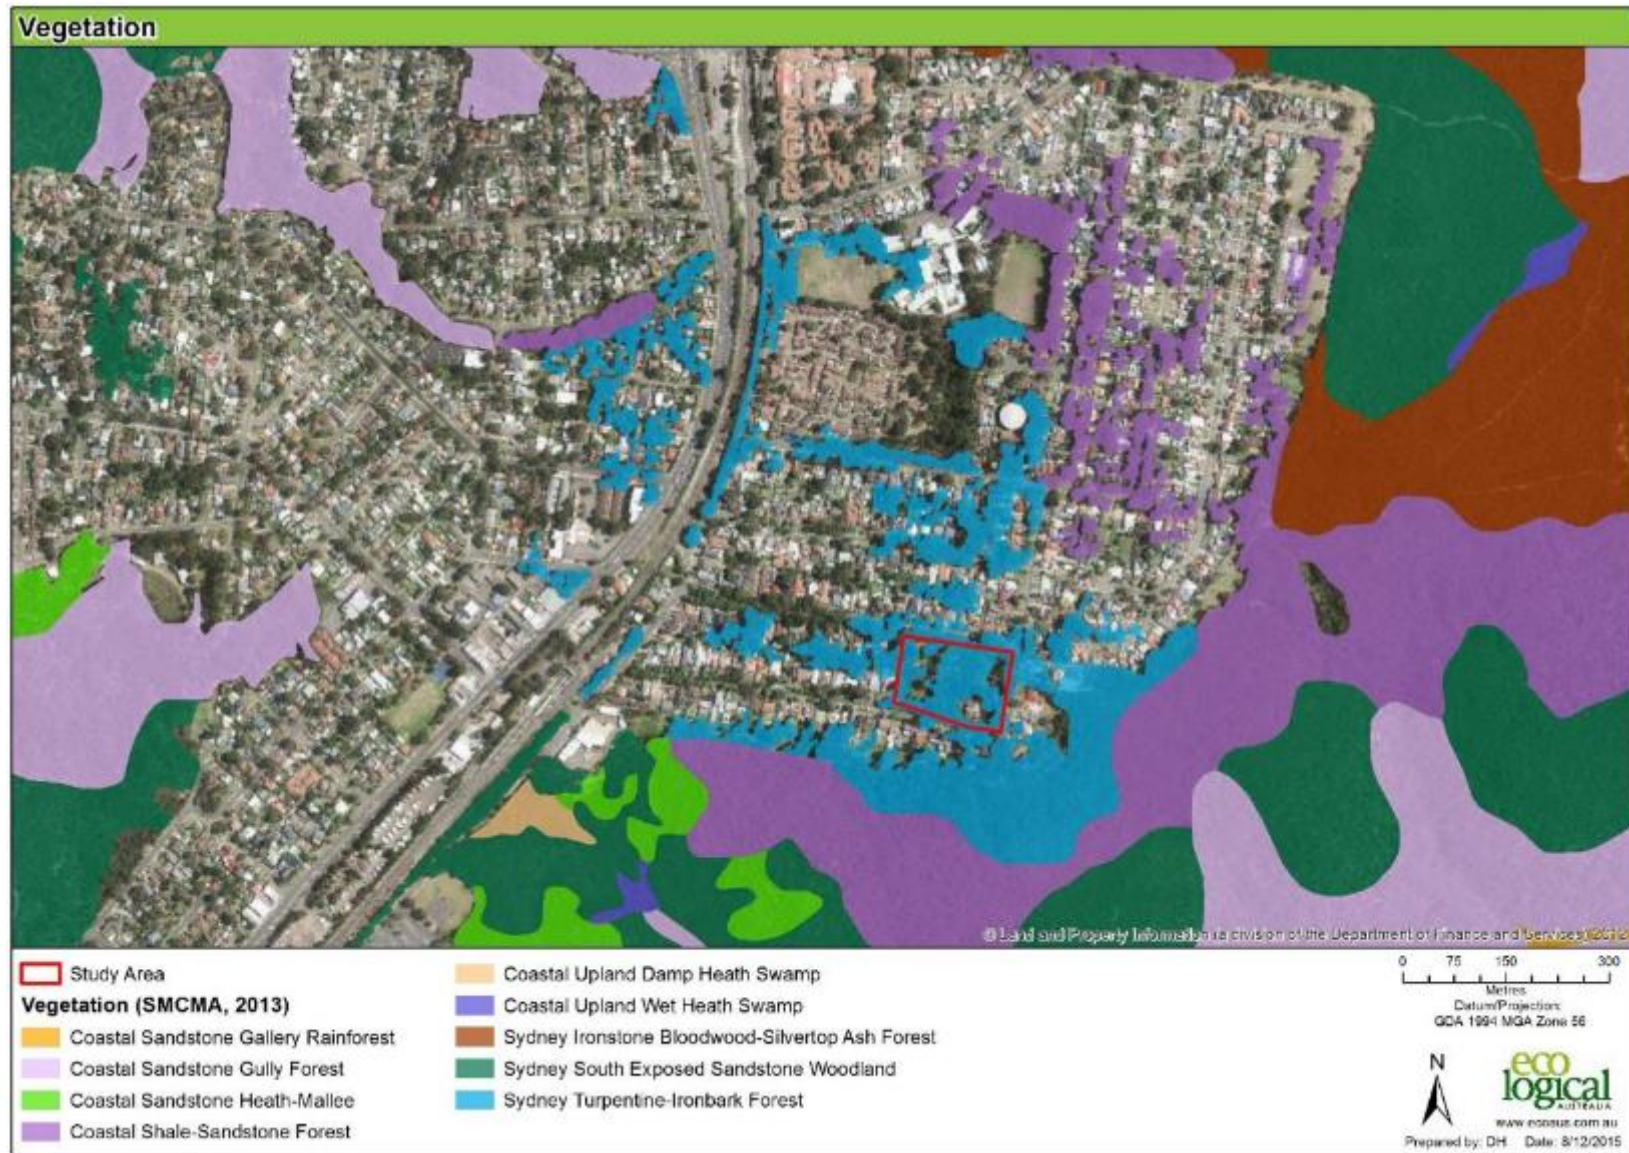 Vegetation
© Land and Property Information (a division of the Department of Finance and Services) 2012
Study Area
Vegetation (SMCMA, 2013)
Coastal Sandstone Gallery Rainforest
Coastal Sandstone Gully Forest
Coastal Sandstone Heath-Mallee
Coastal Shale-Sandstone Forest
Coastal Upland Damp Heath Swamp
Coastal Upland Wet Heath Swamp
Sydney Ironstone Bloodwood-Silvertop Ash Forest
Sydney South Exposed Sandstone Woodland
Sydney Turpentine-Ironbark Forest
0 75 150 300
Metres
Datum/Projection:
GDA 1994 MGA Zone 56
N
eco
logical
AUSTRALIA
www.ecoaus.com.au
Prepared by: DH Date: 8/12/2015